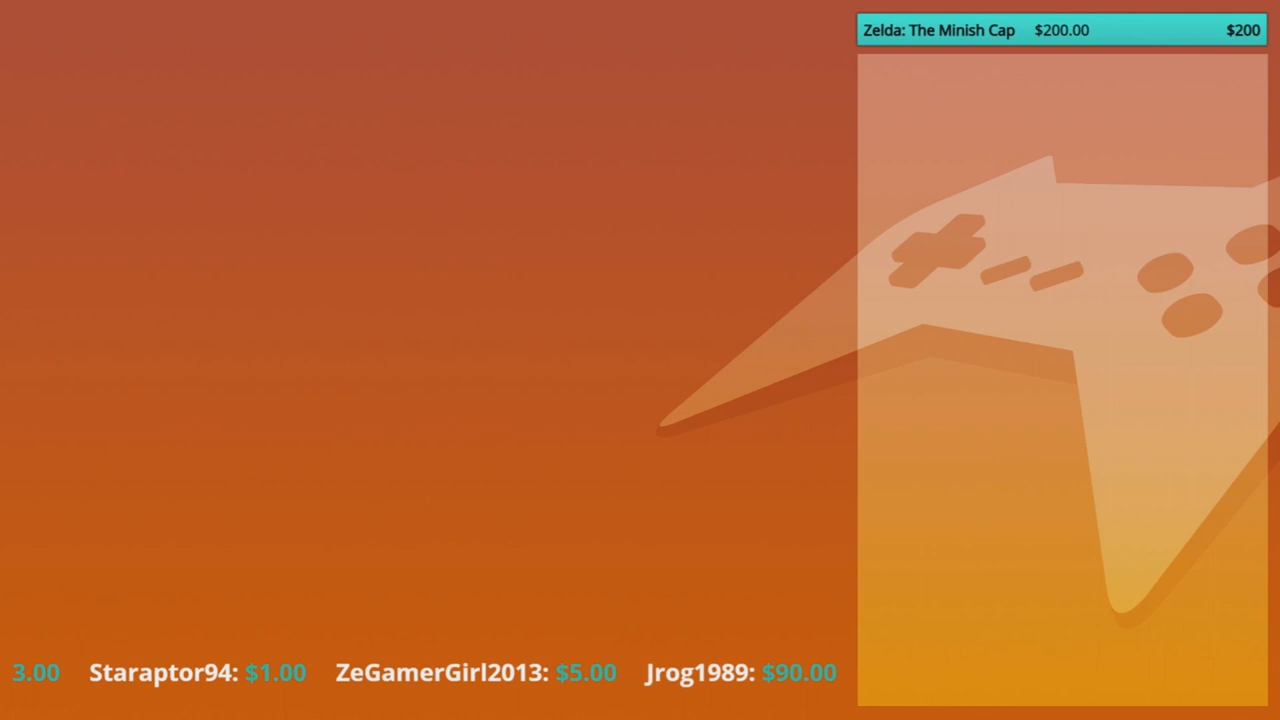 Zelda: The Minish Cap $200.00 $200
3.00 Staraptor94: $1.00 ZeGamerGirl2013: $5.00 Jrog1989: $90.00